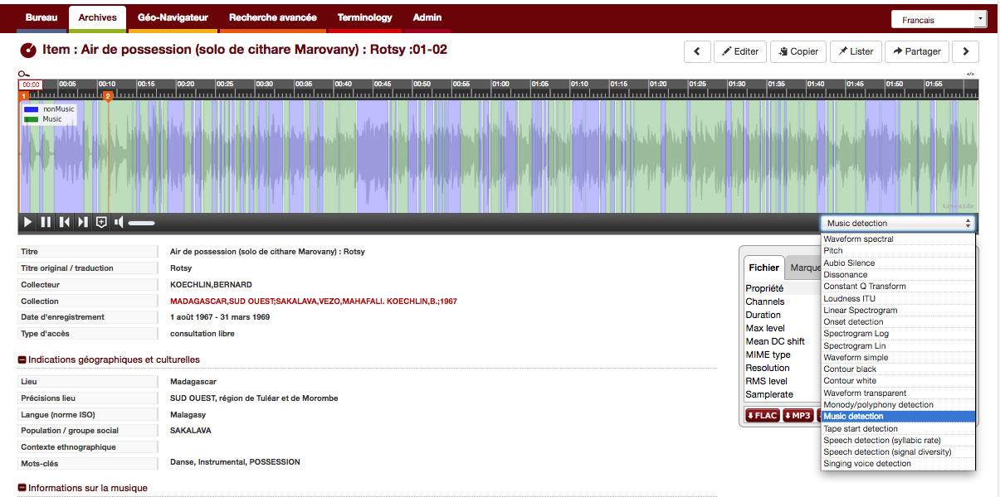 Bureau Archives Géo-Navigateur Recherche avancée Terminology Admin Francais
Item : Air de possession (solo de cithare Marovany) : Rotsy :01-02
Editer Copier Lister Partager
</>
00:00 00:05 00:10 00:15 00:20 00:25 00:30 00:35 00:40 00:45 00:50 00:55 01:00 01:05 01:10 01:15 01:20 01:25 01:30 01:35 01:40 01:45 01:50 01:55
1 2
nonMusic
Music
timeside
Music detection
Waveform spectral
Pitch
Aubio Silence
Dissonance
Constant Q Transform
Loudness ITU
Linear Spectrogram
Onset detection
Spectrogram Log
Spectrogram Lin
Waveform simple
Contour black
Contour white
Waveform transparent
Monody/polyphony detection
Music detection
Tape start detection
Speech detection (syllabic rate)
Speech detection (signal diversity)
Singing voice detection
Titre Air de possession (solo de cithare Marovany) : Rotsy
Titre original / traduction Rotsy
Collecteur KOECHLIN,BERNARD
Collection MADAGASCAR,SUD OUEST;SAKALAVA,VEZO,MAHAFALI. KOECHLIN,B.;1967
Date d'enregistrement 1 août 1967 - 31 mars 1969
Type d'accès consultation libre
Indications géographiques et culturelles
Lieu Madagascar
Précisions lieu SUD OUEST, région de Tuléar et de Morombe
Langue (norme ISO) Malagasy
Population / groupe social SAKALAVA
Contexte ethnographique
Mots-clés Danse, Instrumental, POSSESSION
Informations sur la musique
Fichier Marque
Propriété
Channels
Duration
Max level
Mean DC shift
MIME type
Resolution
RMS level
Samplerate
FLAC MP3